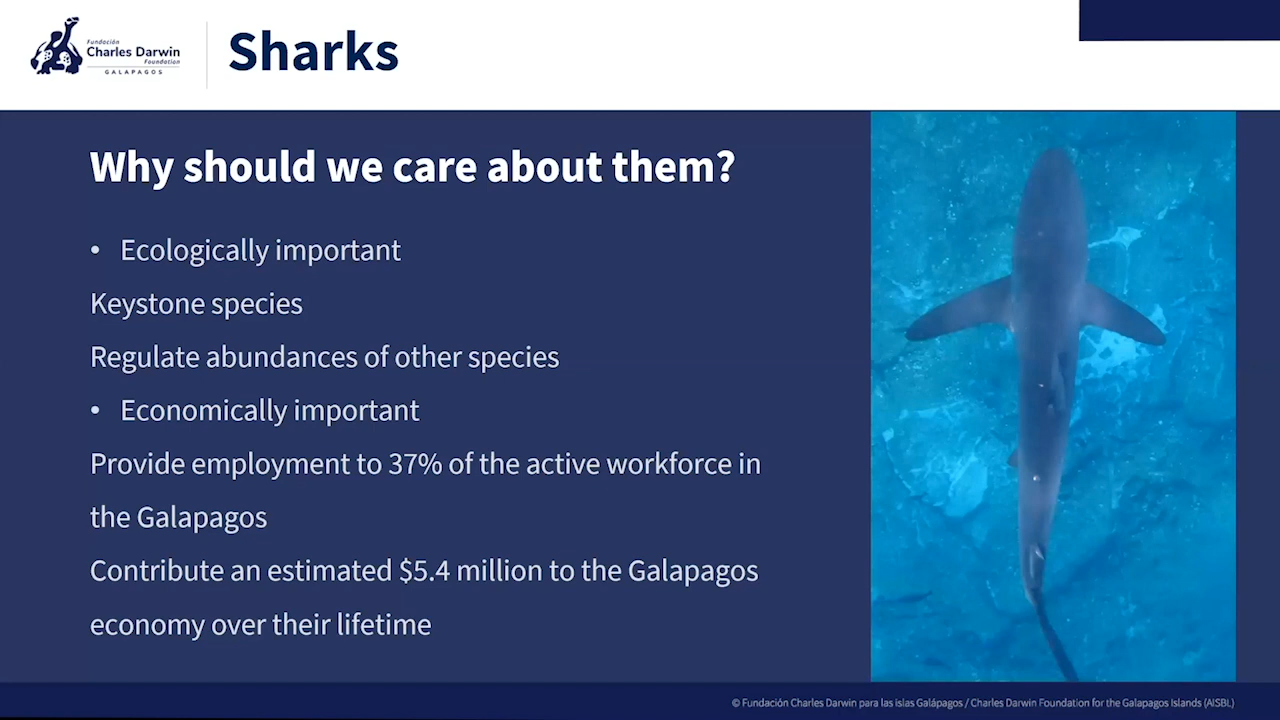 Fundación
Charles Darwin
Foundation
GALAPAGOS
Sharks
Why should we care about them?
• Ecologically important
Keystone species
Regulate abundances of other species
• Economically important
Provide employment to 37% of the active workforce in
the Galapagos
Contribute an estimated $5.4 million to the Galapagos
economy over their lifetime
© Fundación Charles Darwin para las islas Galápagos / Charles Darwin Foundation for the Galapagos Islands (AISBL)